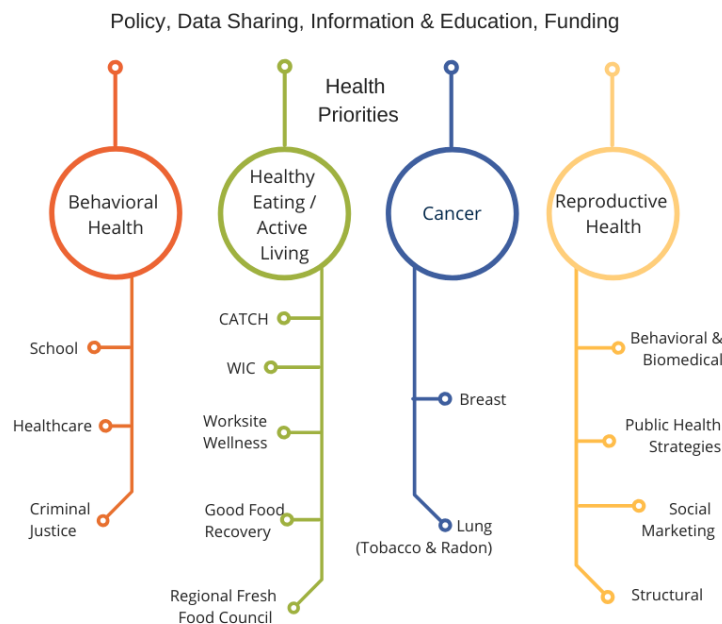 Policy, Data Sharing, Information & Education, Funding
Health
Priorities
Behavioral
Health
School
Healthcare
Criminal
Justice
Healthy
Eating /
Active
Living
CATCH
WIC
Worksite
Wellness
Good Food
Recovery
Regional Fresh
Food Council
Cancer
Breast
Lung
(Tobacco & Radon)
Reproductive
Health
Behavioral &
Biomedical
Public Health
Strategies
Social
Marketing
Structural